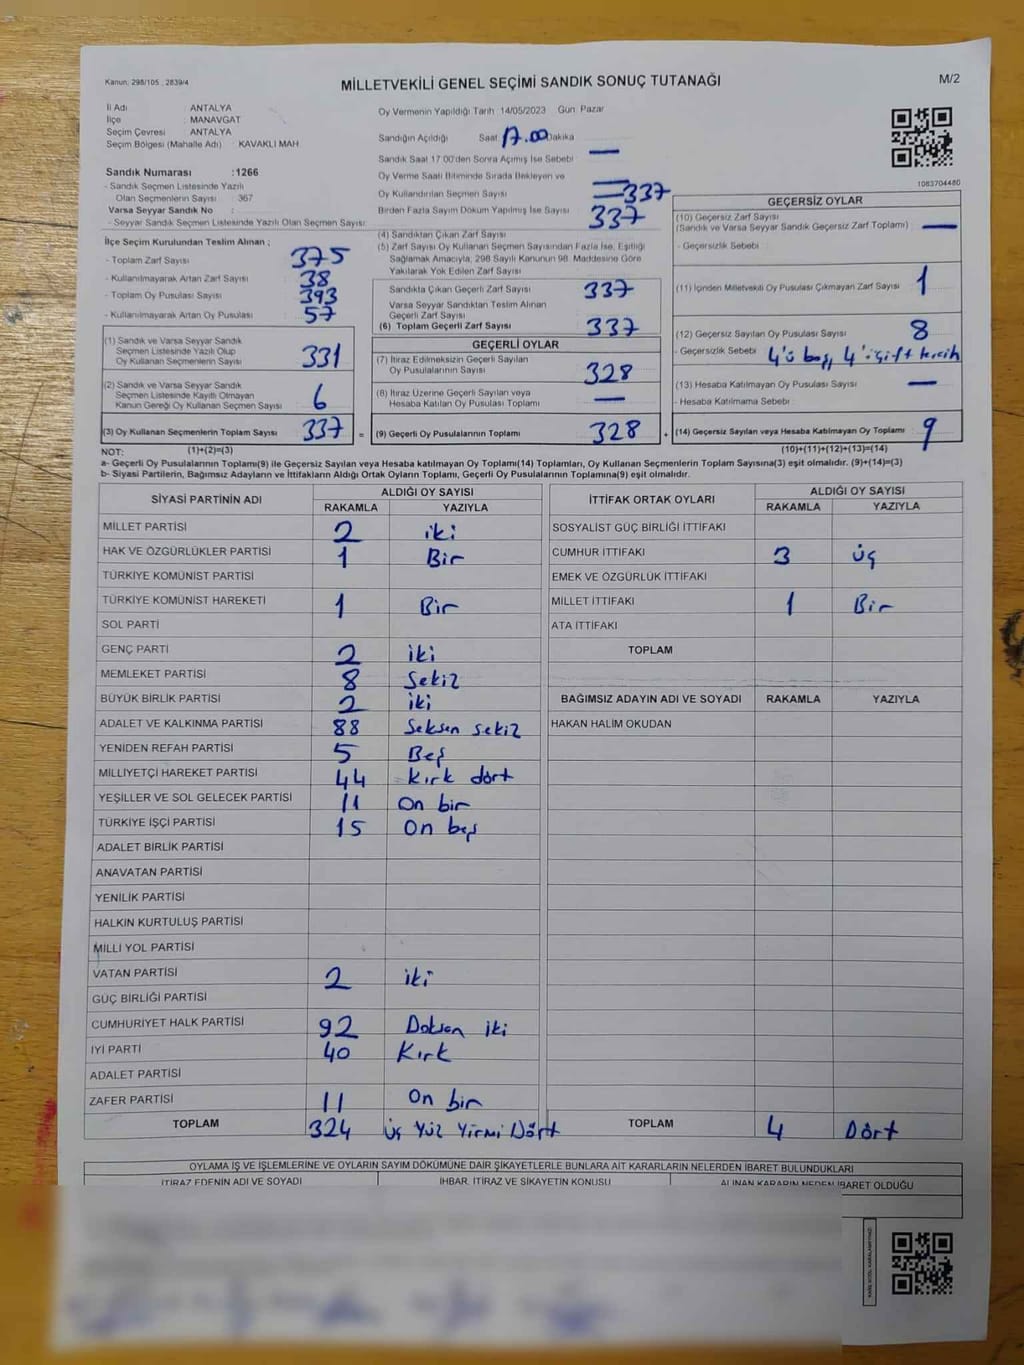 Kanun: 298/105 , 2839/4
MİLLETVEKİLİ GENEL SEÇİMİ SANDIK SONUÇ TUTANAĞI
M/2
İl Adı : ANTALYA
İlçe : MANAVGAT
Seçim Çevresi : ANTALYA
Seçim Bölgesi (Mahalle Adı) : KAVAKLI MAH.
Sandık Numarası : 1266
- Sandık Seçmen Listesinde Yazılı
Olan Seçmenlerin Sayısı : 367
Varsa Seyyar Sandık No :
- Seyyar Sandık Seçmen Listesinde Yazılı Olan Seçmen Sayısı:
İlçe Seçim Kurulundan Teslim Alınan ;
- Toplam Zarf Sayısı : 375
- Kullanılmayarak Artan Zarf Sayısı : 38
- Toplam Oy Pusulası Sayısı : 393
- Kullanılmayarak Artan Oy Pusulası : 57
(1) Sandık ve Varsa Seyyar Sandık
Seçmen Listesinde Yazılı Olup
Oy Kullanan Seçmenlerin Sayısı : 331
(2) Sandık ve Varsa Seyyar Sandık
Seçmen Listesinde Kayıtlı Olmayan
Kanun Gereği Oy Kullanan Seçmen Sayısı : 6
(3) Oy Kullanan Seçmenlerin Toplam Sayısı : 337
(1)+(2)=(3)
Oy Vermenin Yapıldığı Tarih : 14/05/2023 Gün: Pazar
Sandığın Açıldığı Saat 17.00 Dakika
Sandık Saat 17:00'den Sonra Açılmış İse Sebebi : —
Oy Verme Saati Bitiminde Sırada Bekleyen ve
Oy Kullandırılan Seçmen Sayısı —
Birden Fazla Sayım Döküm Yapılmış İse Sayısı
337
(4) Sandıktan Çıkan Zarf Sayısı : 337
(5) Zarf Sayısı Oy Kullanan Seçmen Sayısından Fazla İse, Eşitliği
Sağlamak Amacıyla, 298 Sayılı Kanunun 98. Maddesine Göre
Yakılarak Yok Edilen Zarf Sayısı
Sandıkta Çıkan Geçerli Zarf Sayısı : 337
Varsa Seyyar Sandıktan Teslim Alınan
Geçerli Zarf Sayısı
(6) Toplam Geçerli Zarf Sayısı : 337
GEÇERLİ OYLAR
(7) İtiraz Edilmeksizin Geçerli Sayılan
Oy Pusulalarının Sayısı : 328
(8) İtiraz Üzerine Geçerli Sayılan veya
Hesaba Katılan Oy Pusulası Toplamı : —
= (9) Geçerli Oy Pusulalarının Toplamı : 328 +
1083704480
GEÇERSİZ OYLAR
(10) Geçersiz Zarf Sayısı
(Sandık ve Varsa Seyyar Sandık Geçersiz Zarf Toplamı) : —
- Geçersizlik Sebebi :
(11) İçinden Milletvekili Oy Pusulası Çıkmayan Zarf Sayısı : 1
(12) Geçersiz Sayılan Oy Pusulası Sayısı : 8
- Geçersizlik Sebebi : 4'ü boş, 4'ü çift tercih
(13) Hesaba Katılmayan Oy Pusulası Sayısı : —
- Hesaba Katılmama Sebebi :
(14) Geçersiz Sayılan veya Hesaba Katılmayan Oy Toplamı : 9
(10)+(11)+(12)+(13)=(14)
NOT:
a- Geçerli Oy Pusulalarının Toplamı(9) ile Geçersiz Sayılan veya Hesaba katılmayan Oy Toplamı(14) Toplamları, Oy Kullanan Seçmenlerin Toplam Sayısına(3) eşit olmalıdır. (9)+(14)=(3)
b- Siyasi Partilerin, Bağımsız Adayların ve İttifakların Aldığı Oyların Toplamı, Geçerli Oy Pusulalarının Toplamına(9) eşit olmalıdır.
SİYASİ PARTİNİN ADI ALDIĞI OY SAYISI
RAKAMLA YAZIYLA
MİLLET PARTİSİ 2 iki
HAK VE ÖZGÜRLÜKLER PARTİSİ 1 Bir
TÜRKİYE KOMÜNİST PARTİSİ
TÜRKİYE KOMÜNİST HAREKETİ 1 Bir
SOL PARTİ
GENÇ PARTİ 2 iki
MEMLEKET PARTİSİ 8 Sekiz
BÜYÜK BİRLİK PARTİSİ 2 iki
ADALET VE KALKINMA PARTİSİ 88 Seksen sekiz
YENİDEN REFAH PARTİSİ 5 Beş
MİLLİYETÇİ HAREKET PARTİSİ 44 Kırk dört
YEŞİLLER VE SOL GELECEK PARTİSİ 11 On bir
TÜRKİYE İŞÇİ PARTİSİ 15 On beş
ADALET BİRLİK PARTİSİ
ANAVATAN PARTİSİ
YENİLİK PARTİSİ
HALKIN KURTULUŞ PARTİSİ
MİLLİ YOL PARTİSİ
VATAN PARTİSİ 2 iki
GÜÇ BİRLİĞİ PARTİSİ
CUMHURİYET HALK PARTİSİ 92 Doksan iki
İYİ PARTİ 40 Kırk
ADALET PARTİSİ
ZAFER PARTİSİ 11 On bir
TOPLAM 324 üç Yüz Yirmi Dört
İTTİFAK ORTAK OYLARI ALDIĞI OY SAYISI
RAKAMLA YAZIYLA
SOSYALİST GÜÇ BİRLİĞİ İTTİFAKI
CUMHUR İTTİFAKI 3 üç
EMEK VE ÖZGÜRLÜK İTTİFAKI
MİLLET İTTİFAKI 1 Bir
ATA İTTİFAKI
TOPLAM
BAĞIMSIZ ADAYIN ADI VE SOYADI RAKAMLA YAZIYLA
HAKAN HALİM OKUDAN
TOPLAM 4 Dört
OYLAMA İŞ VE İŞLEMLERİNE VE OYLARIN SAYIM DÖKÜMÜNE DAİR ŞİKAYETLERLE BUNLARA AİT KARARLARIN NELERDEN İBARET BULUNDUKLARI
İTİRAZ EDENİN ADI VE SOYADI İHBAR, İTİRAZ VE ŞİKAYETİN KONUSU ALINAN KARARIN NEDEN İBARET OLDUĞU